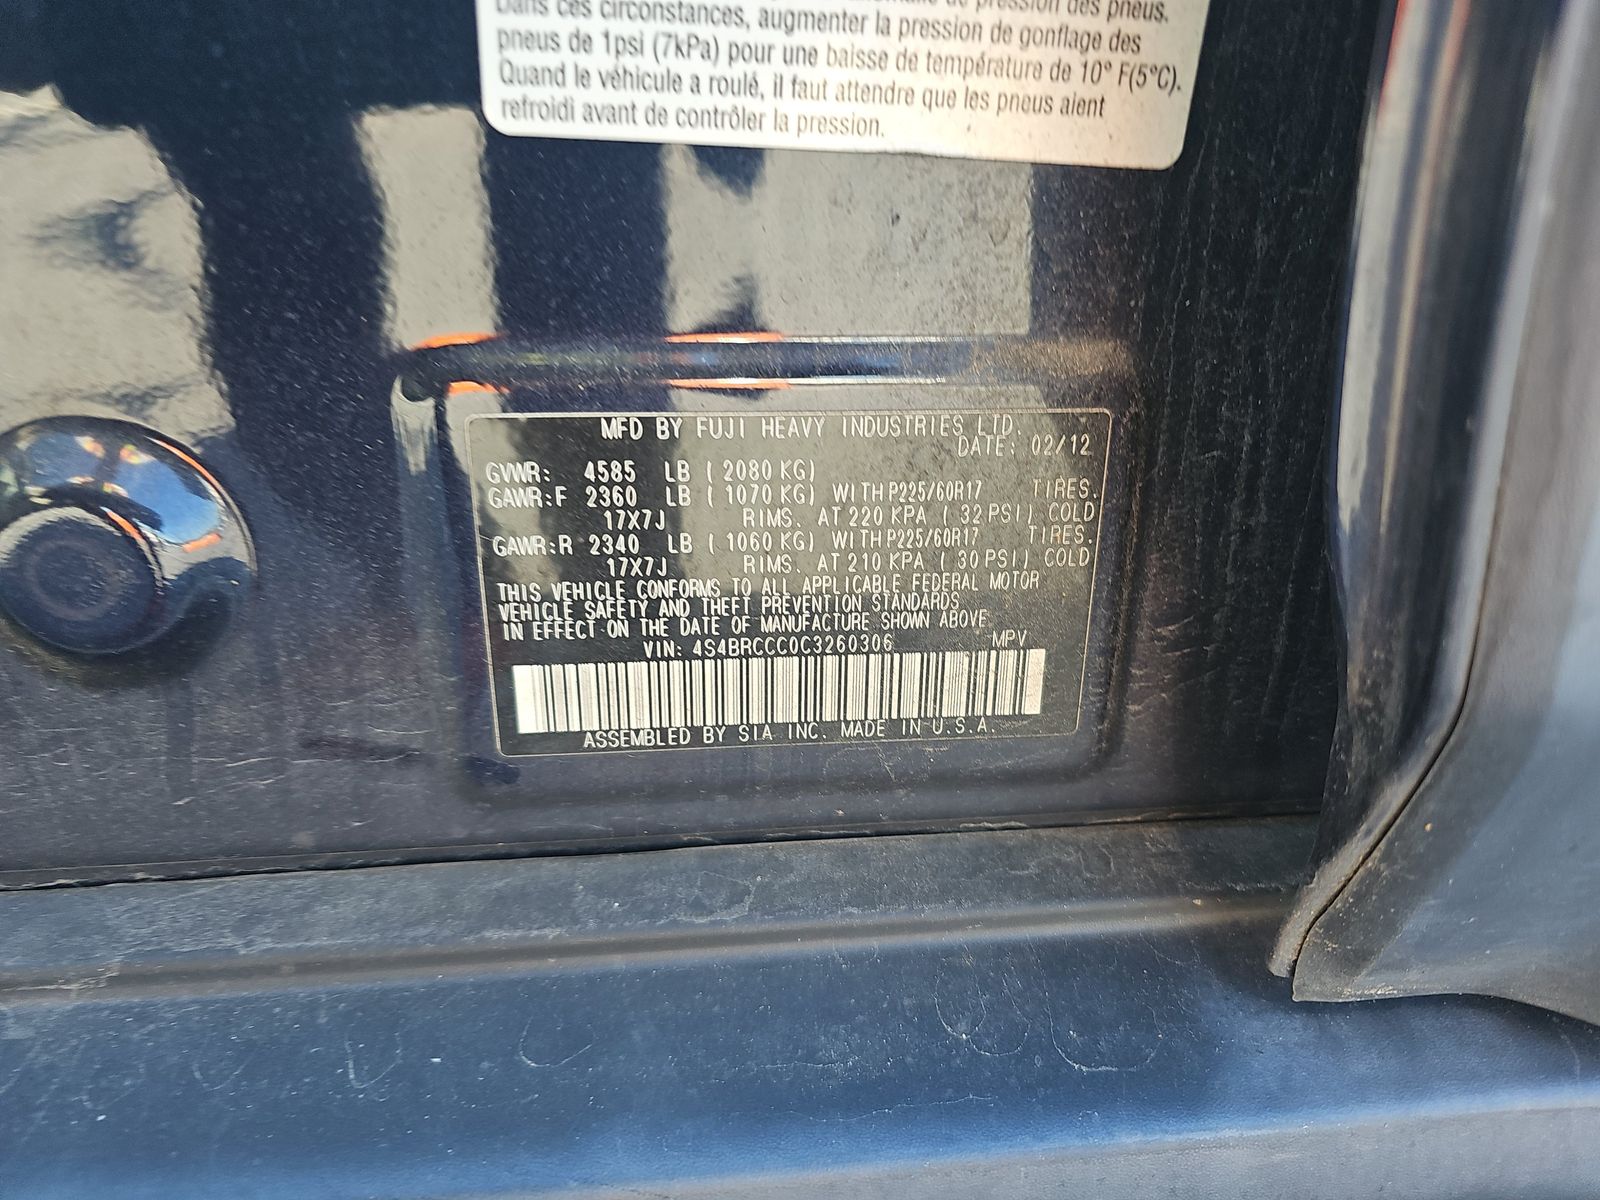 pression des pneus.
Dans ces circonstances, augmenter la pression de gonflage des
pneus de 1psi (7kPa) pour une baisse de température de 10° F(5°C).
Quand le véhicule a roulé, il faut attendre que les pneus aient
refroidi avant de contrôler la pression.
MFD BY FUJI HEAVY INDUSTRIES LTD.
DATE: 02/12
GVWR: 4585 LB ( 2080 KG)
GAWR:F 2360 LB ( 1070 KG) WITH P225/60R17 TIRES.
17X7J RIMS. AT 220 KPA ( 32 PSI) COLD
GAWR:R 2340 LB ( 1060 KG) WITH P225/60R17 TIRES.
17X7J RIMS. AT 210 KPA ( 30 PSI) COLD
THIS VEHICLE CONFORMS TO ALL APPLICABLE FEDERAL MOTOR
VEHICLE SAFETY AND THEFT PREVENTION STANDARDS
IN EFFECT ON THE DATE OF MANUFACTURE SHOWN ABOVE
VIN: 4S4BRCCC0C3260306 MPV
ASSEMBLED BY SIA INC. MADE IN U.S.A.